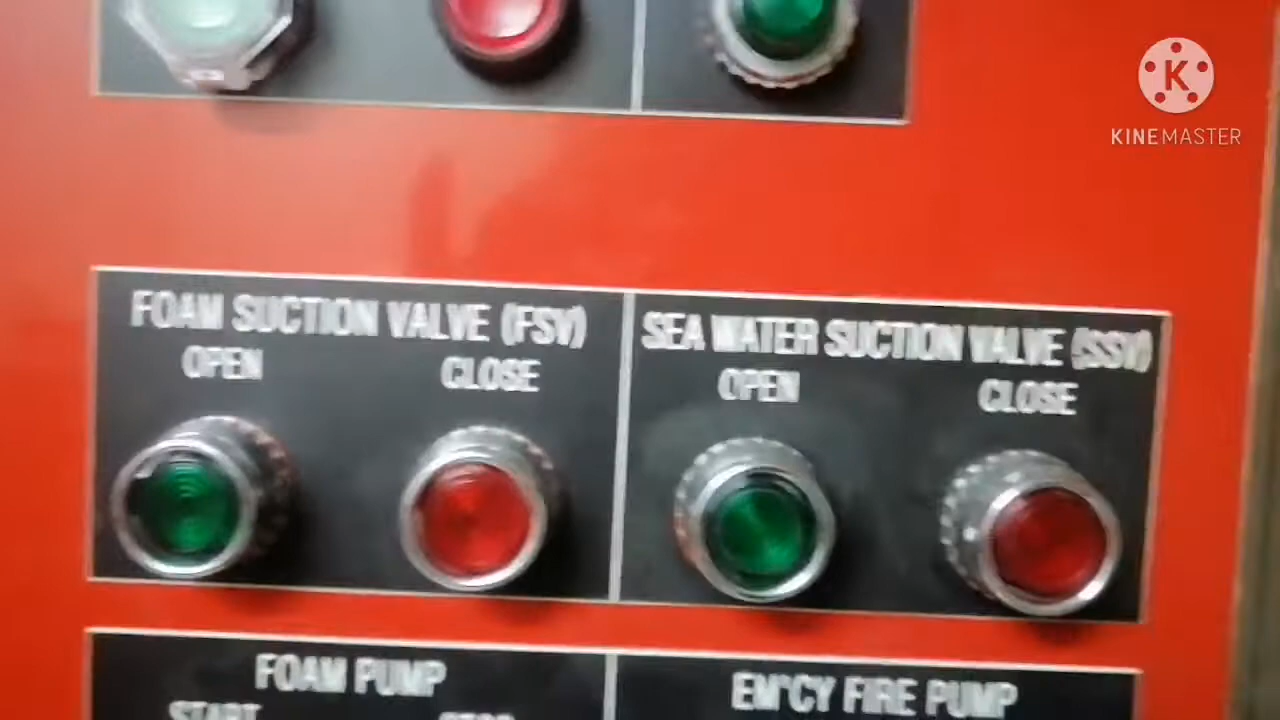 K
KINEMASTER
FOAM SUCTION VALVE (FSV)
OPEN CLOSE
SEA WATER SUCTION VALVE (SSV)
OPEN CLOSE
FOAM PUMP
START STOP
EM'CY FIRE PUMP